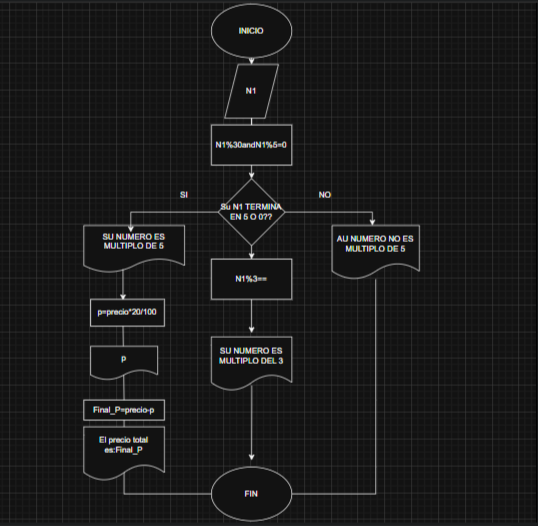 INICIO
N1
N1%30andN1%5=0
SI
NO
Su N1 TERMINA
EN 5 O 0??
SU NUMERO ES
MULTIPLO DE 5
AU NUMERO NO ES
MULTIPLO DE 5
N1%3==
p=precio*20/100
SU NUMERO ES
MULTIPLO DEL 3
P
Final_P=precio-p
El precio total
es:Final_P
FIN